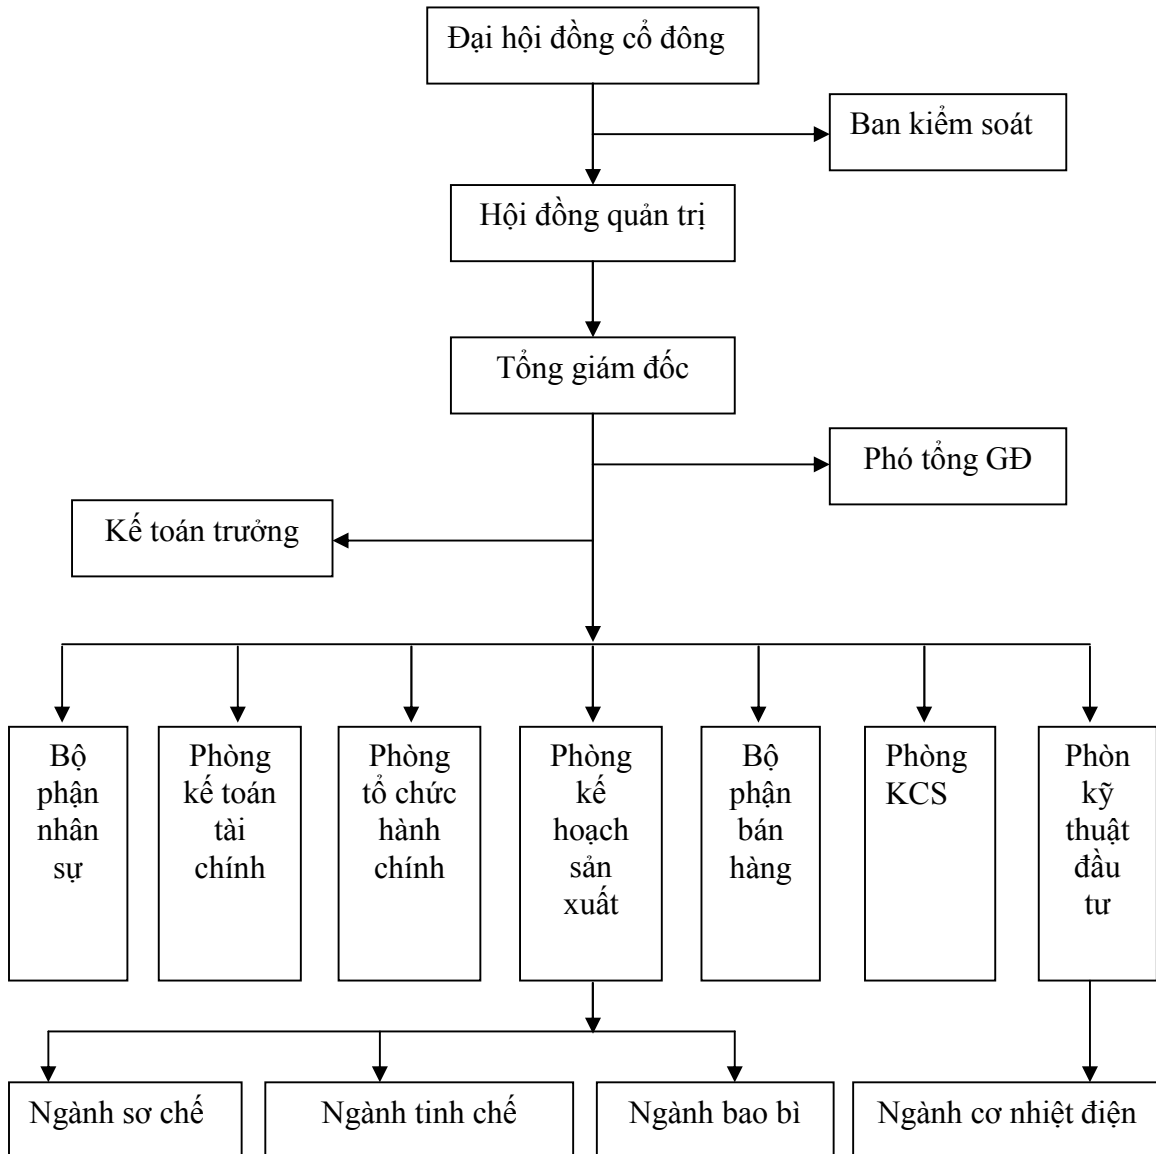 Đại hội đồng cổ đông
Ban kiểm soát
Hội đồng quản trị
Tổng giám đốc
Phó tổng GĐ
Kế toán trưởng
Bộ
phận
nhân
sự
Phòng
kế toán
tài
chính
Phòng
tổ chức
hành
chính
Phòng
kế
hoạch
sản
xuất
Bộ
phận
bán
hàng
Phòng
KCS
Phòn
kỹ
thuật
đầu
tư
Ngành sơ chế
Ngành tinh chế
Ngành bao bì
Ngành cơ nhiệt điện